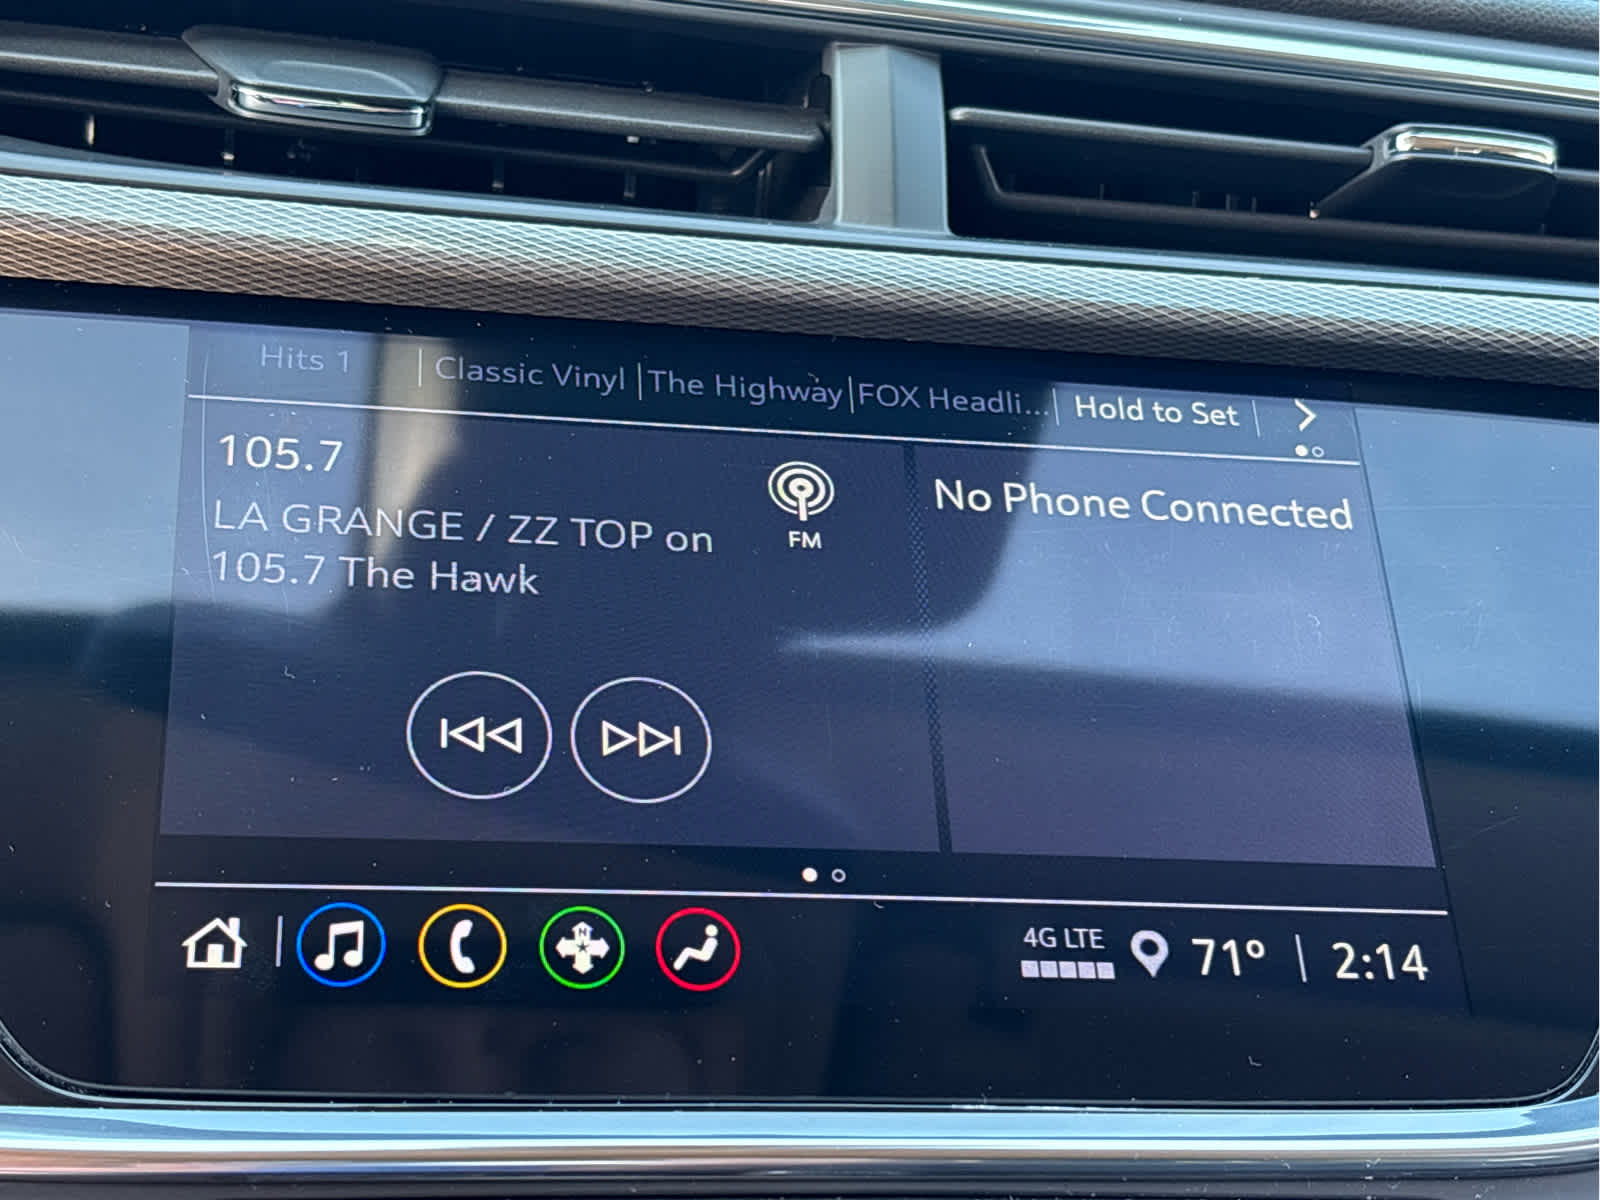 Hits 1 | Classic Vinyl | The Highway | FOX Headli... | Hold to Set |
105.7
LA GRANGE / ZZ TOP on
105.7 The Hawk
FM
No Phone Connected
N
4G LTE
71° | 2:14